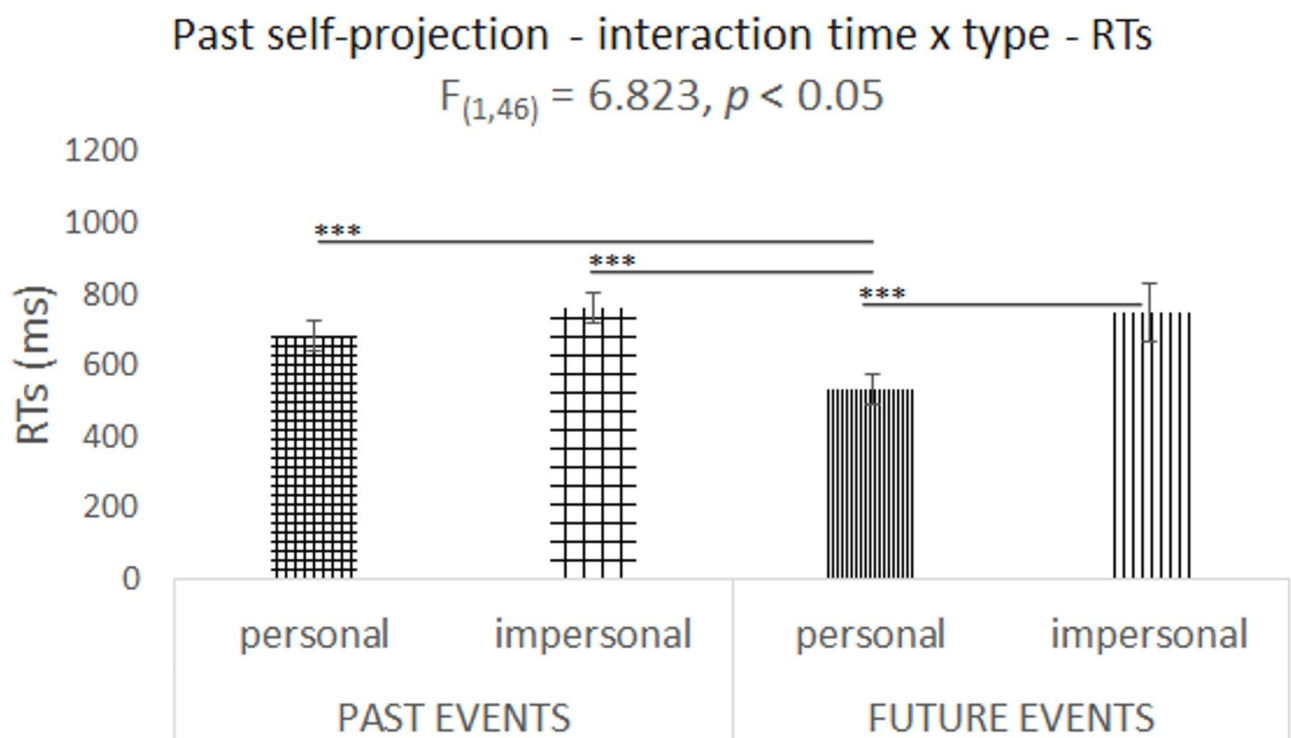 Past self-projection - interaction time x type - RTs
F(1,46) = 6.823, p < 0.05
1200
1000
800
600
400
200
0
RTs (ms)
***
***
***
personal impersonal personal impersonal
PAST EVENTS FUTURE EVENTS